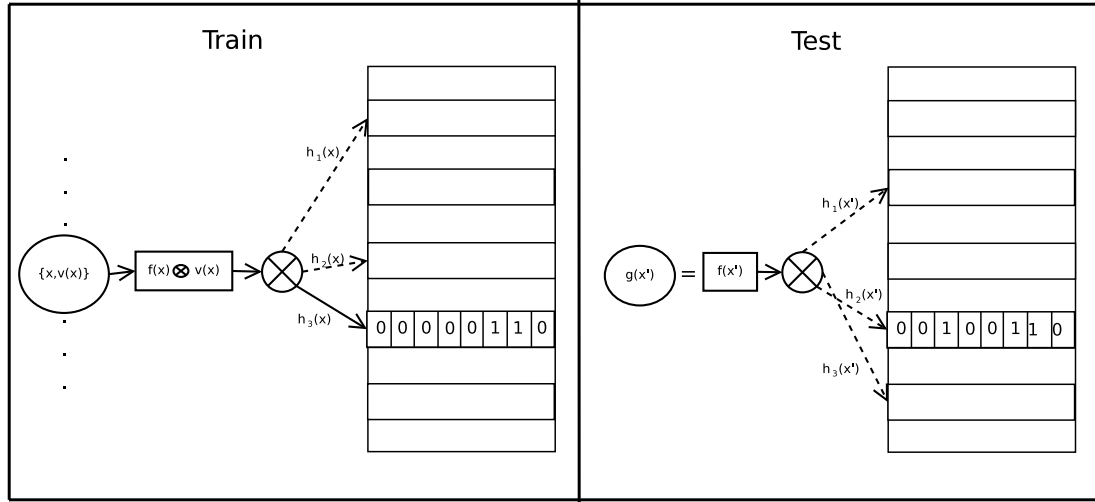 Train
h1(x)
{x,v(x)}
f(x) ⊗ v(x)
h2(x)
h3(x)
0 0 0 0 0 1 1 0
Test
h1(x')
g(x') = f(x')
h2(x')
0 0 1 0 0 1 1 0
h3(x')